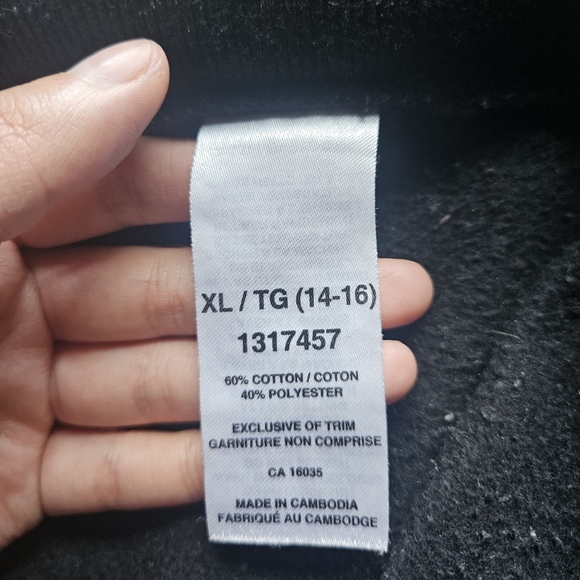 XL / TG (14-16)
1317457
60% COTTON / COTON
40% POLYESTER
EXCLUSIVE OF TRIM
GARNITURE NON COMPRISE
CA 16035
MADE IN CAMBODIA
FABRIQUÉ AU CAMBODGE